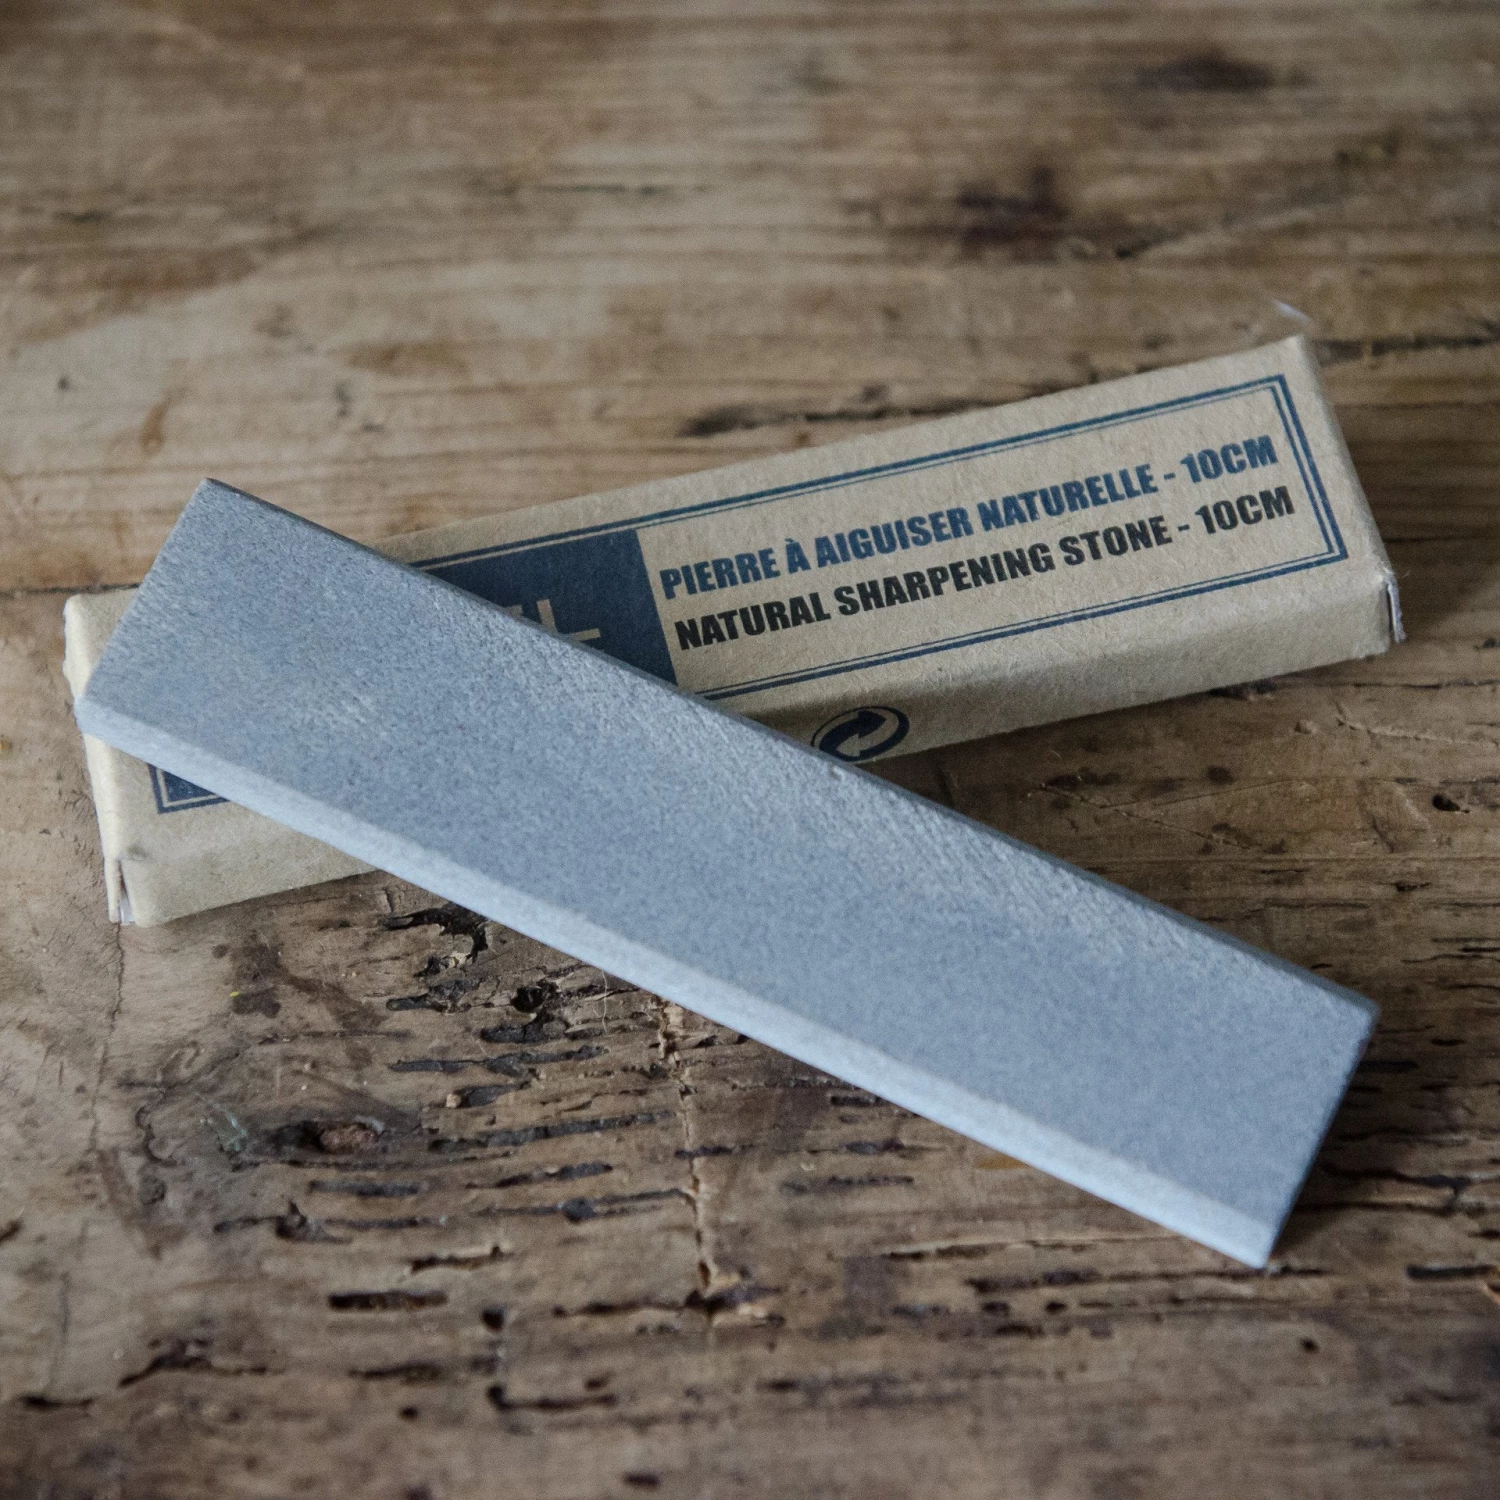 PIERRE À AIGUISER NATURELLE - 10CM
NATURAL SHARPENING STONE - 10CM